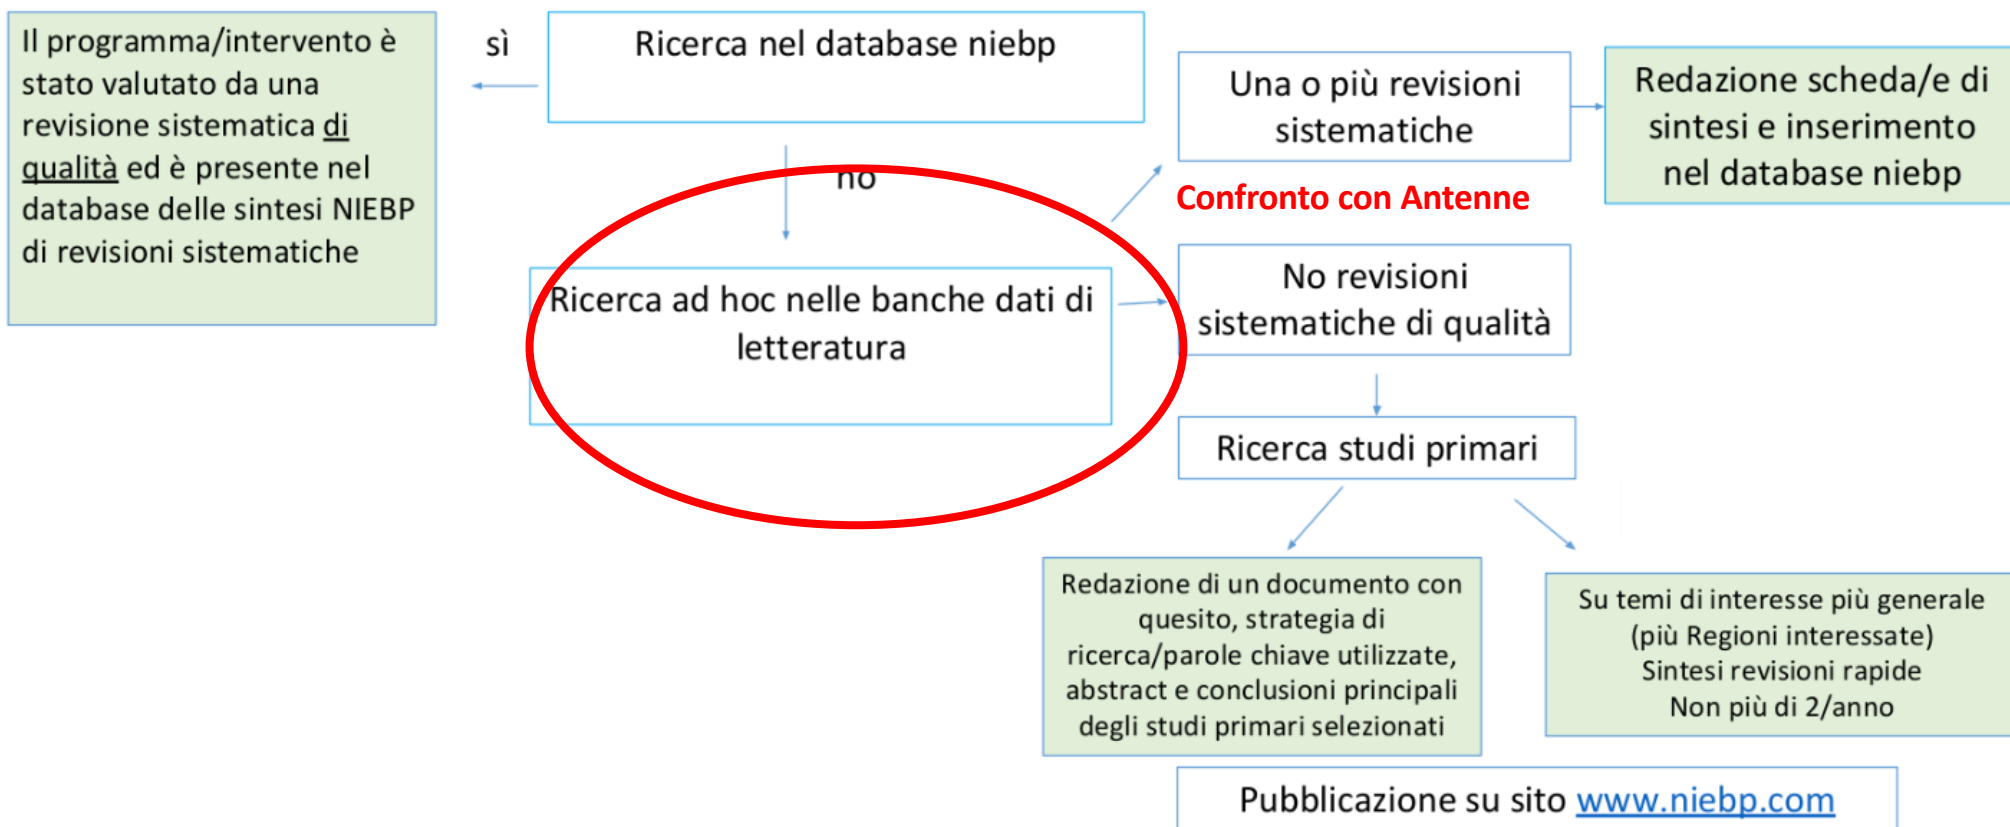 Il programma/intervento è
stato valutato da una
revisione sistematica di
qualità ed è presente nel
database delle sintesi NIEBP
di revisioni sistematiche
sì
Ricerca nel database niebp
no
Ricerca ad hoc nelle banche dati di
letteratura
Una o più revisioni
sistematiche
Redazione scheda/e di
sintesi e inserimento
nel database niebp
Confronto con Antenne
No revisioni
sistematiche di qualità
Ricerca studi primari
Redazione di un documento con
quesito, strategia di
ricerca/parole chiave utilizzate,
abstract e conclusioni principali
degli studi primari selezionati
Su temi di interesse più generale
(più Regioni interessate)
Sintesi revisioni rapide
Non più di 2/anno
Pubblicazione su sito www.niebp.com